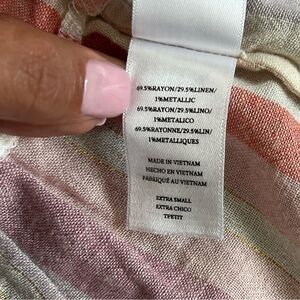 69.5%RAYON/29.5%LINEN/
1%METALLIC
69.5%RAYON/29.5%LINO/
1%METALICO
69.5%RAYONNE/29.5%LIN/
1%METALLIQUES
MADE IN VIETNAM
HECHO EN VIETNAM
FABRIQUÉ AU VIETNAM
EXTRA SMALL
EXTRA CHICO
TPETIT